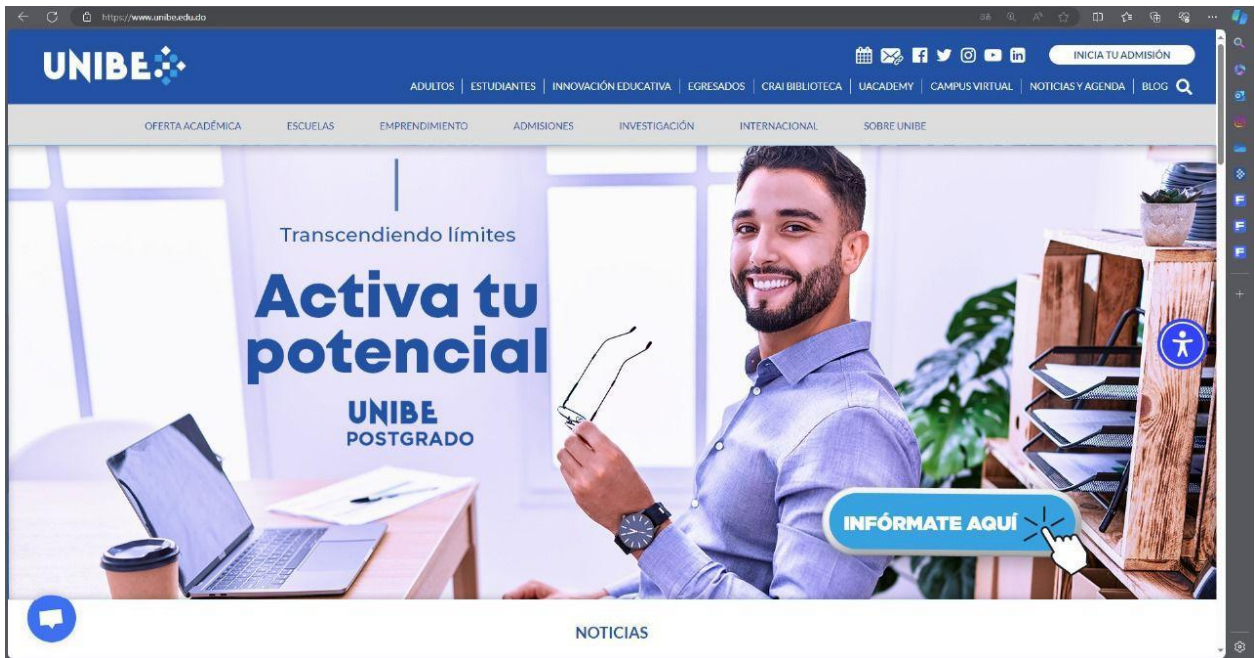 https://www.unibe.edu.do
UNIBE
INICIA TU ADMISIÓN
ADULTOS | ESTUDIANTES | INNOVACIÓN EDUCATIVA | EGRESADOS | CRAI BIBLIOTECA | UACADEMY | CAMPUS VIRTUAL | NOTICIAS Y AGENDA | BLOG
OFERTA ACADÉMICA ESCUELAS EMPRENDIMIENTO ADMISIONES INVESTIGACIÓN INTERNACIONAL SOBRE UNIBE
Transcendiendo límites
Activa tu
potencial
UNIBE
POSTGRADO
INFÓRMATE AQUÍ
NOTICIAS